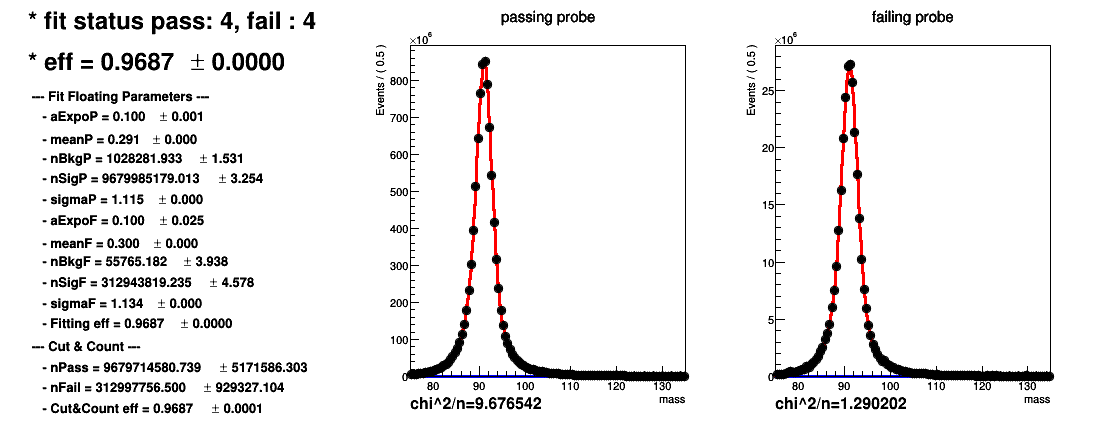 * fit status pass: 4, fail : 4
* eff = 0.9687 ± 0.0000
--- Fit Floating Parameters ---
- aExpoP = 0.100 ± 0.001
- meanP = 0.291 ± 0.000
- nBkgP = 1028281.933 ± 1.531
- nSigP = 9679985179.013 ± 3.254
- sigmaP = 1.115 ± 0.000
- aExpoF = 0.100 ± 0.025
- meanF = 0.300 ± 0.000
- nBkgF = 55765.182 ± 3.938
- nSigF = 312943819.235 ± 4.578
- sigmaF = 1.134 ± 0.000
- Fitting eff = 0.9687 ± 0.0000
--- Cut & Count ---
- nPass = 9679714580.739 ± 5171586.303
- nFail = 312997756.500 ± 929327.104
- Cut&Count eff = 0.9687 ± 0.0001
passing probe
×10^6
Events / ( 0.5 )
800
700
600
500
400
300
200
100
0
80 90 100 110 120 130
mass
chi^2/n=9.676542
failing probe
×10^6
Events / ( 0.5 )
25
20
15
10
5
0
80 90 100 110 120 130
mass
chi^2/n=1.290202